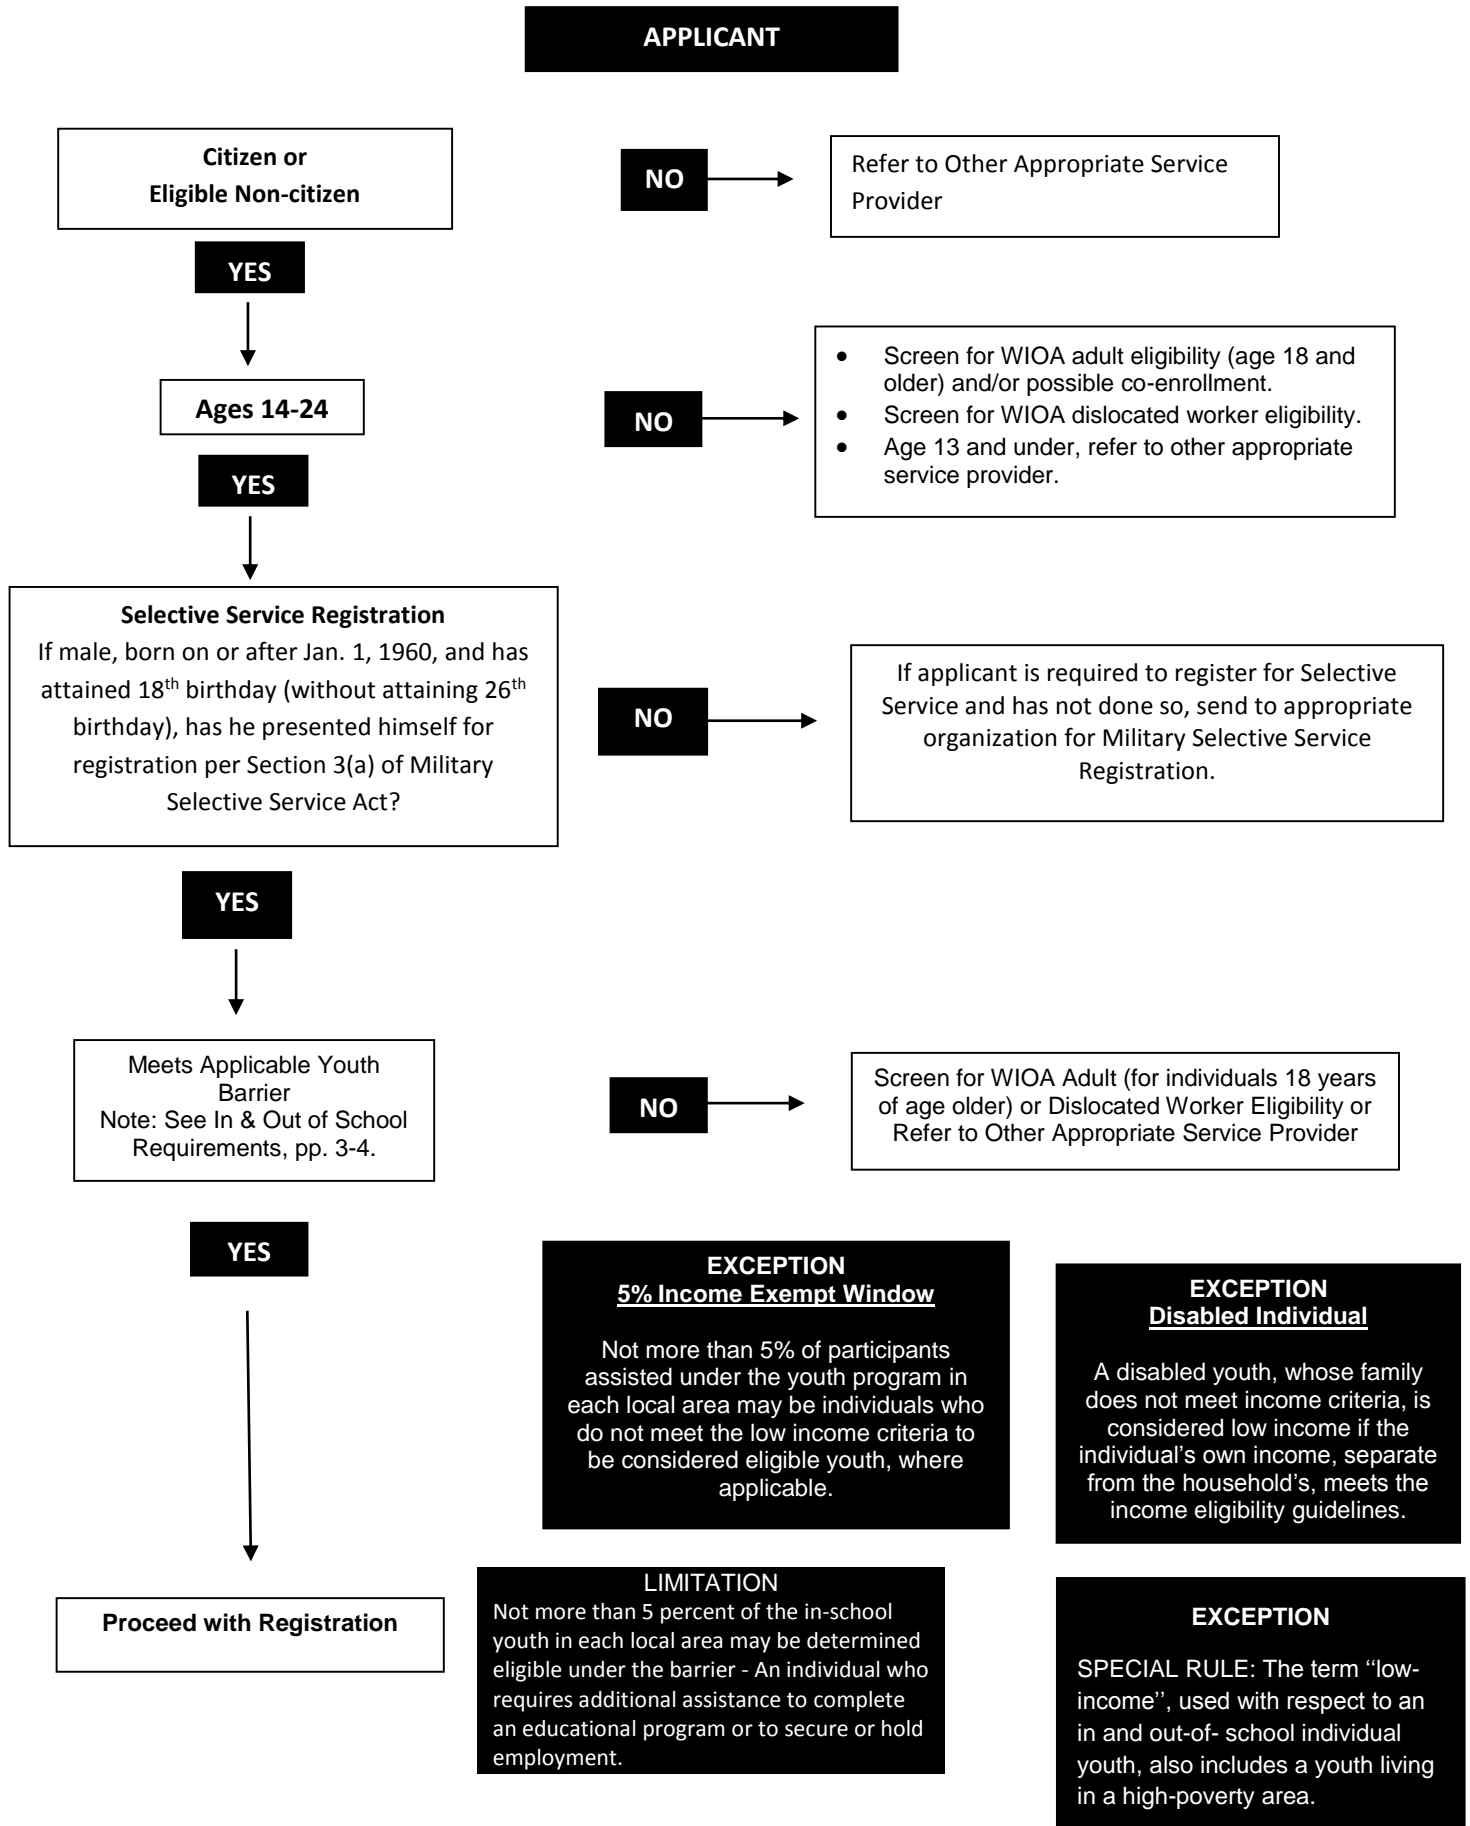 APPLICANT
Citizen or
Eligible Non-citizen
NO
Refer to Other Appropriate Service
Provider
YES
Ages 14-24
NO
• Screen for WIOA adult eligibility (age 18 and
older) and/or possible co-enrollment.
• Screen for WIOA dislocated worker eligibility.
• Age 13 and under, refer to other appropriate
service provider.
YES
Selective Service Registration
If male, born on or after Jan. 1, 1960, and has
attained 18th birthday (without attaining 26th
birthday), has he presented himself for
registration per Section 3(a) of Military
Selective Service Act?
NO
If applicant is required to register for Selective
Service and has not done so, send to appropriate
organization for Military Selective Service
Registration.
YES
Meets Applicable Youth
Barrier
Note: See In & Out of School
Requirements, pp. 3-4.
NO
Screen for WIOA Adult (for individuals 18 years
of age older) or Dislocated Worker Eligibility or
Refer to Other Appropriate Service Provider
YES
EXCEPTION
5% Income Exempt Window
Not more than 5% of participants
assisted under the youth program in
each local area may be individuals who
do not meet the low income criteria to
be considered eligible youth, where
applicable.
EXCEPTION
Disabled Individual
A disabled youth, whose family
does not meet income criteria, is
considered low income if the
individual's own income, separate
from the household's, meets the
income eligibility guidelines.
Proceed with Registration
LIMITATION
Not more than 5 percent of the in-school
youth in each local area may be determined
eligible under the barrier - An individual who
requires additional assistance to complete
an educational program or to secure or hold
employment.
EXCEPTION
SPECIAL RULE: The term ‘‘low-
income’’, used with respect to an
in and out-of- school individual
youth, also includes a youth living
in a high-poverty area.